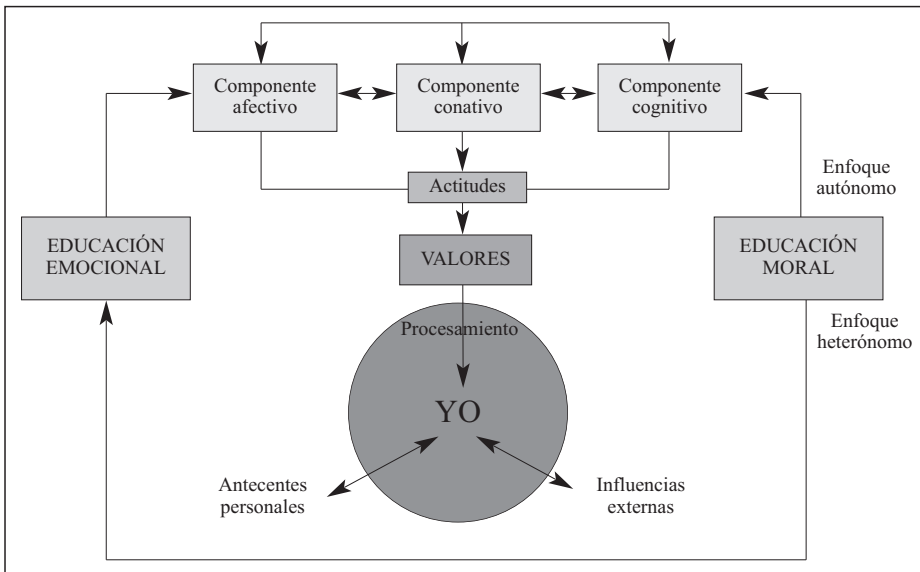 Componente
afectivo
Componente
conativo
Componente
cognitivo
Enfoque
autónomo
Actitudes
EDUCACIÓN
EMOCIONAL
VALORES
EDUCACIÓN
MORAL
Procesamiento
Enfoque
heterónomo
YO
Antecentes
personales
Influencias
externas